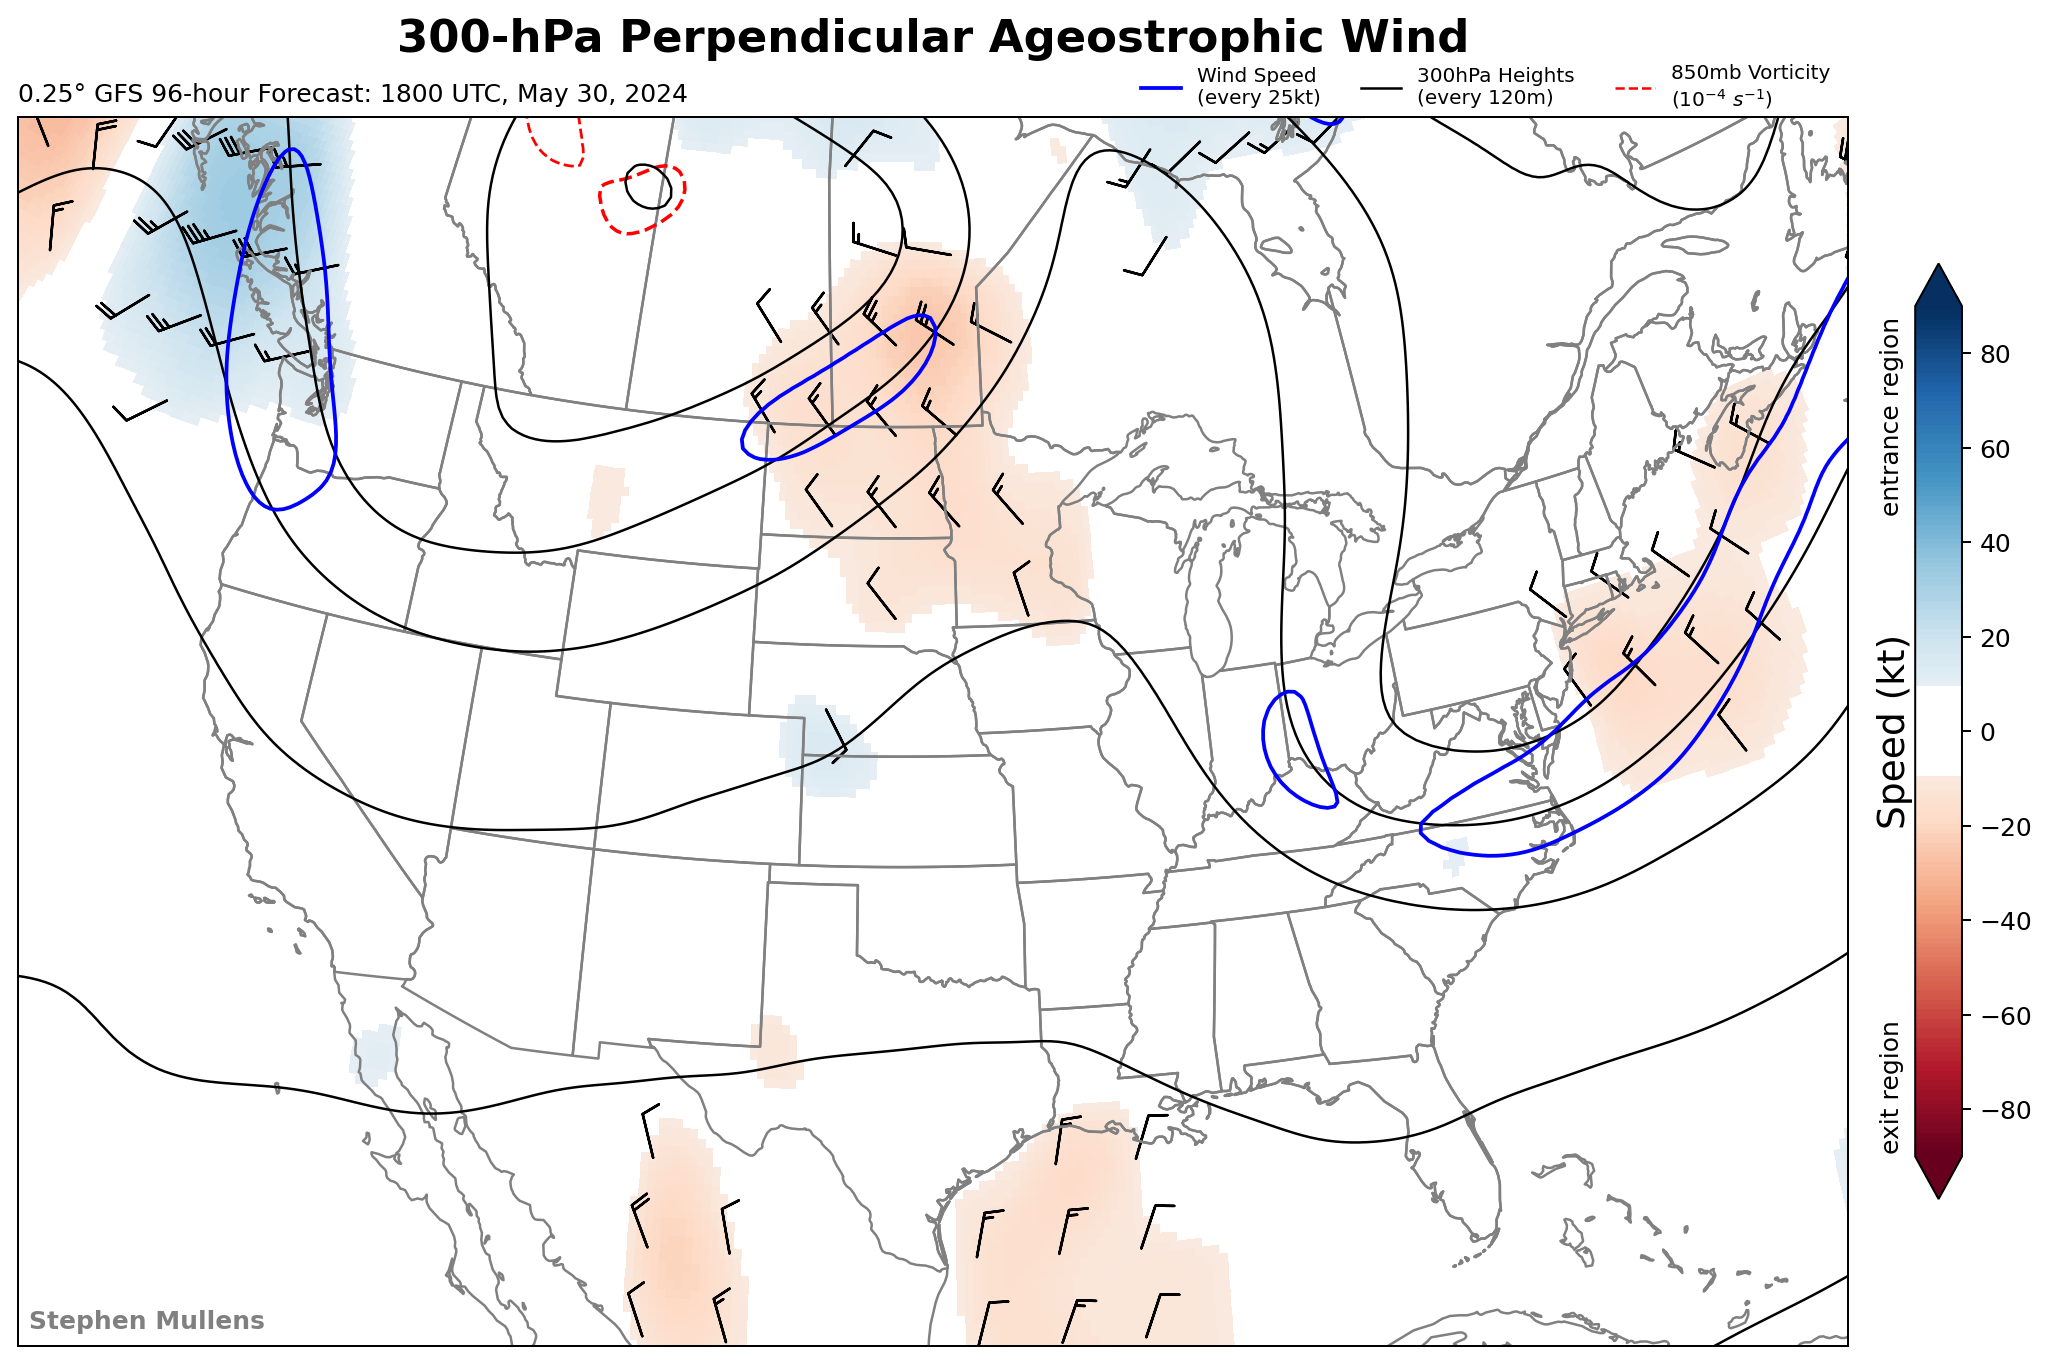 300-hPa Perpendicular Ageostrophic Wind
0.25° GFS 96-hour Forecast: 1800 UTC, May 30, 2024
Wind Speed
(every 25kt)
300hPa Heights
(every 120m)
850mb Vorticity
(10⁻⁴ s⁻¹)
entrance region
Speed (kt)
exit region
80
60
40
20
0
−20
−40
−60
−80
Stephen Mullens